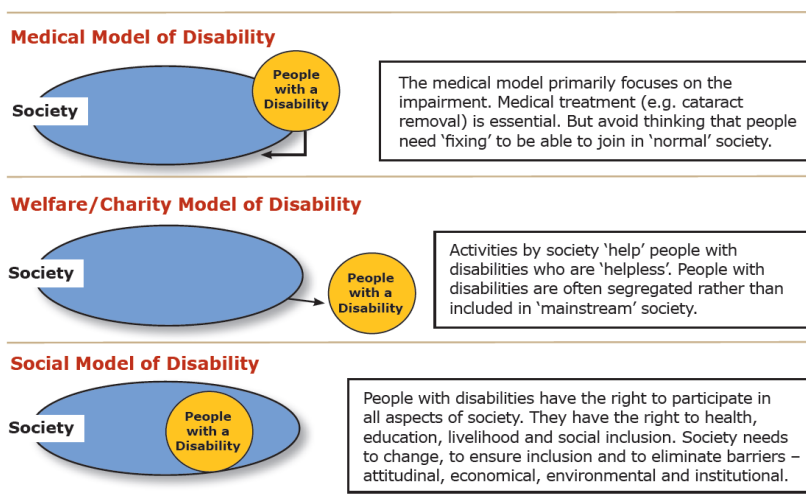 Medical Model of Disability
Society
People
with a
Disability
The medical model primarily focuses on the
impairment. Medical treatment (e.g. cataract
removal) is essential. But avoid thinking that people
need ‘fixing’ to be able to join in ‘normal’ society.
Welfare/Charity Model of Disability
Society
People
with a
Disability
Activities by society ‘help’ people with
disabilities who are ‘helpless’. People with
disabilities are often segregated rather than
included in ‘mainstream’ society.
Social Model of Disability
Society
People
with a
Disability
People with disabilities have the right to participate in
all aspects of society. They have the right to health,
education, livelihood and social inclusion. Society needs
to change, to ensure inclusion and to eliminate barriers –
attitudinal, economical, environmental and institutional.